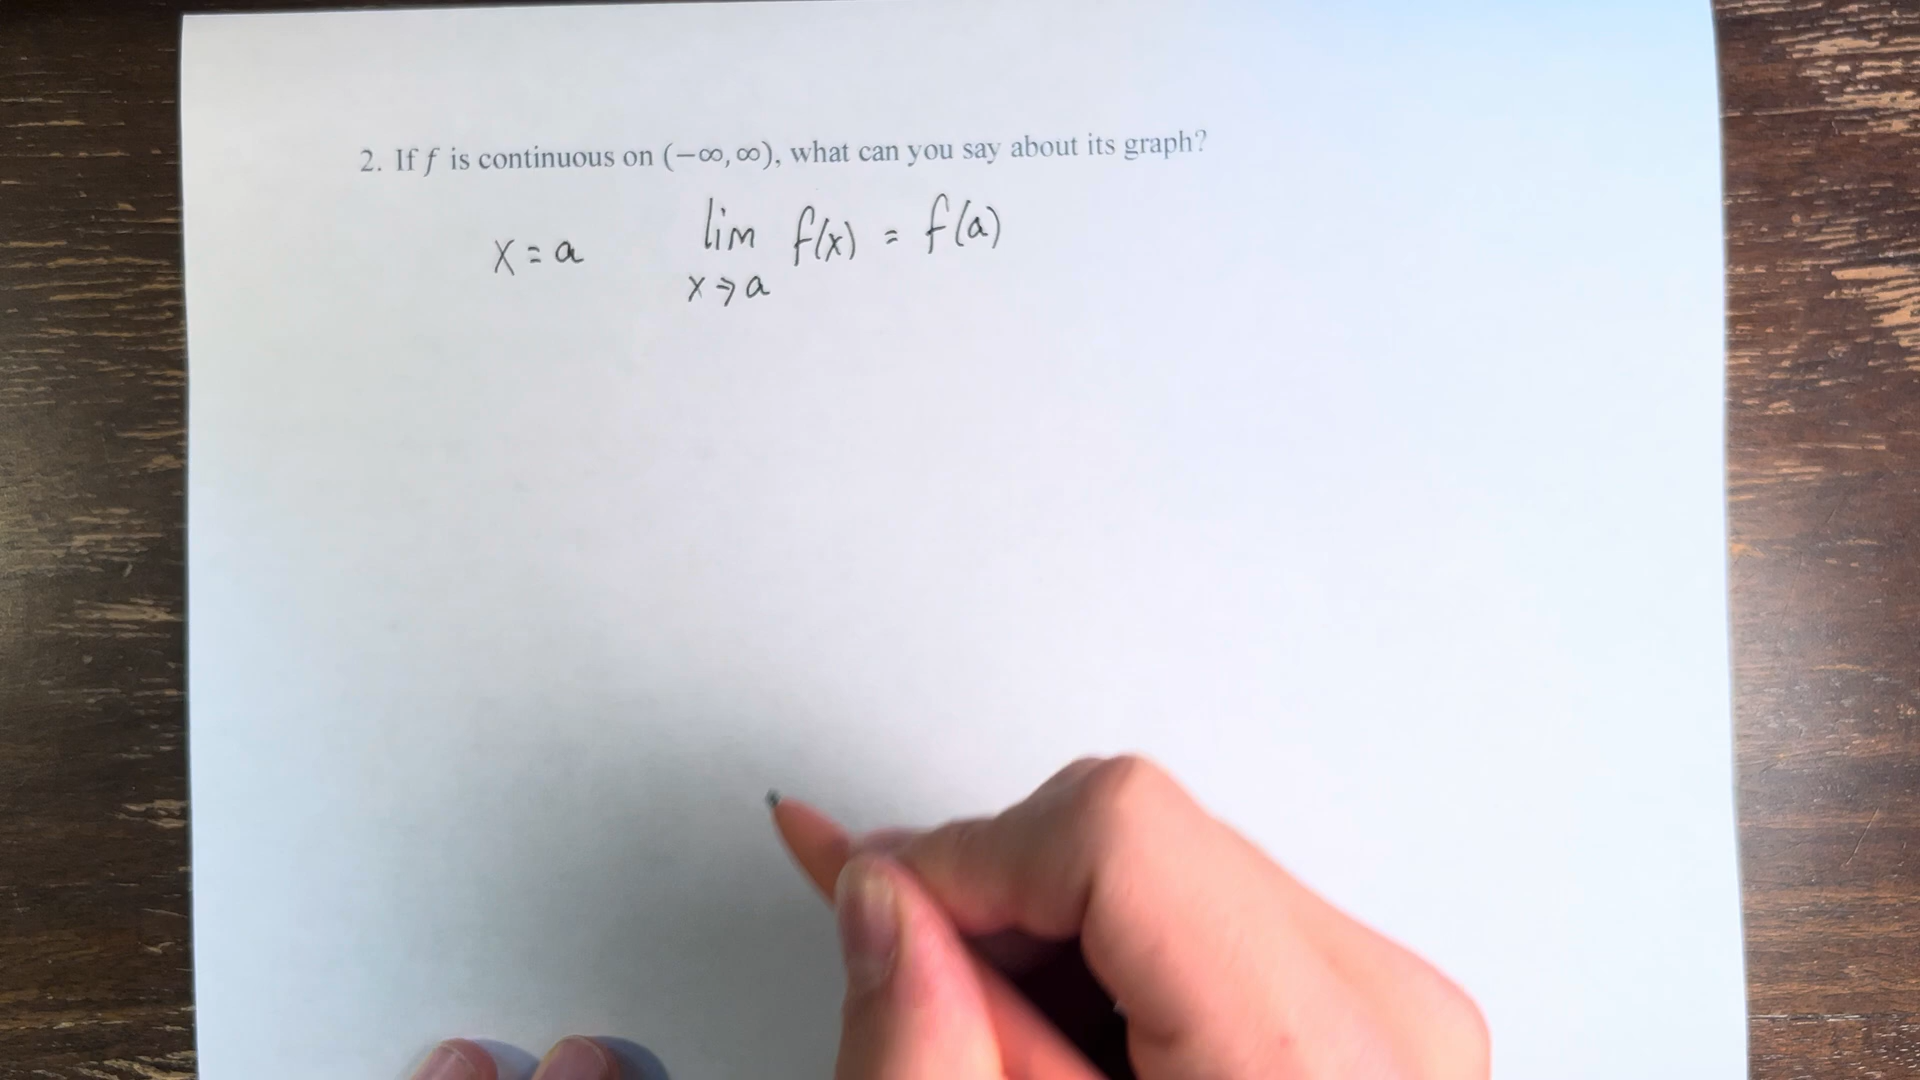 2. If f is continuous on (−∞, ∞), what can you say about its graph?
x = a lim f(x) = f(a)
x → a